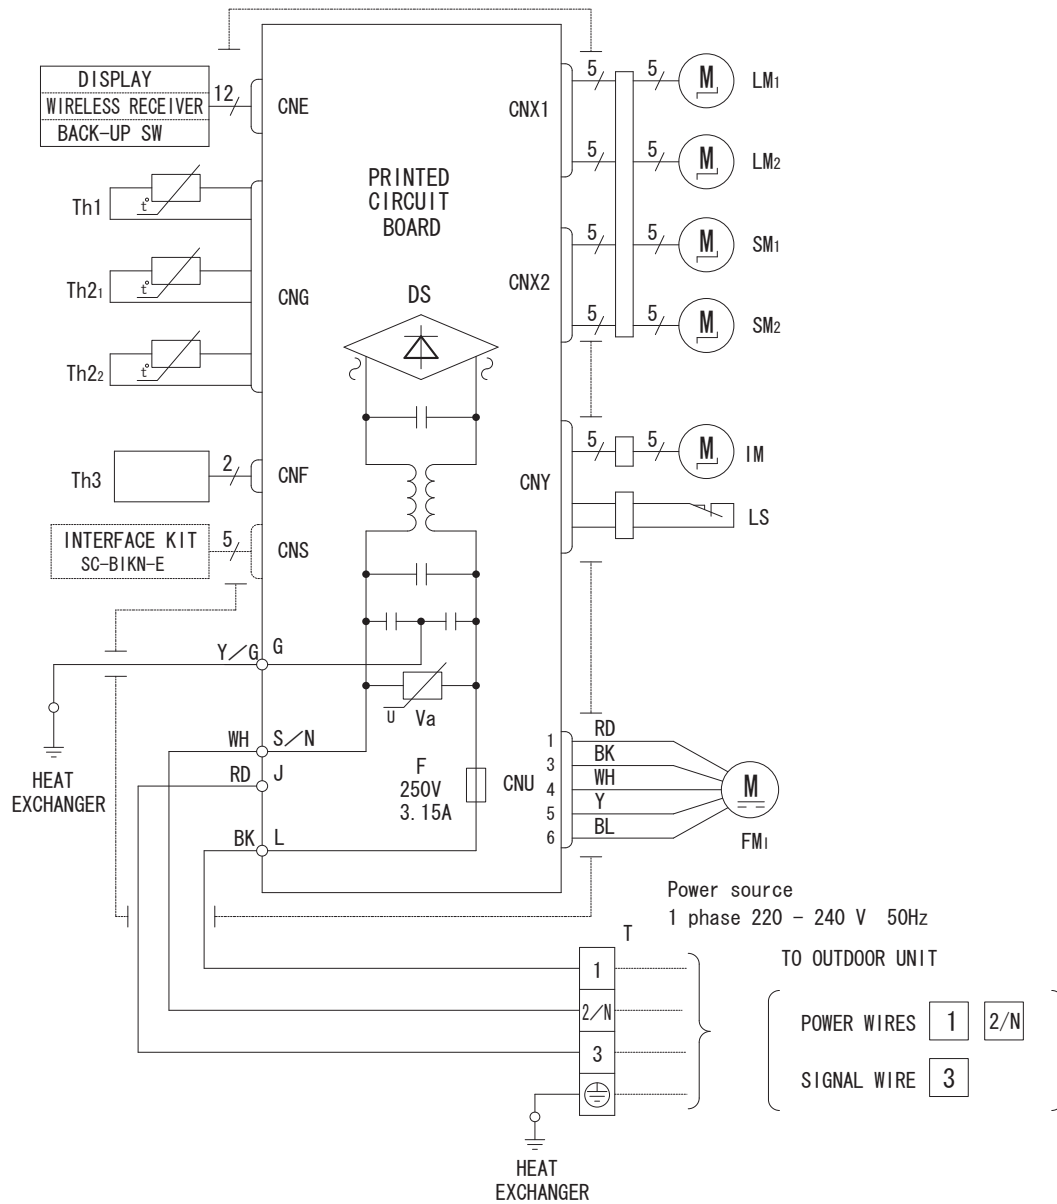 DISPLAY
WIRELESS RECEIVER
BACK-UP SW
12
CNE
PRINTED
CIRCUIT
BOARD
CNX1
5
5
M
LM1
5
5
M
LM2
Th1
t°
Th21
t°
CNG
Th22
t°
CNX2
5
5
M
SM1
5
5
M
SM2
DS
Th3
2
CNF
CNY
5
5
M
IM
LS
INTERFACE KIT
SC-BIKN-E
5
CNS
Y/G
G
HEAT
EXCHANGER
U
Va
WH
S/N
RD
J
BK
L
F
250V
3.15A
CNU
1
3
4
5
6
RD
BK
WH
Y
BL
M
FM1
Power source
1 phase 220 - 240 V 50Hz
T
TO OUTDOOR UNIT
1
2/N
3
POWER WIRES 1 2/N
SIGNAL WIRE 3
HEAT
EXCHANGER